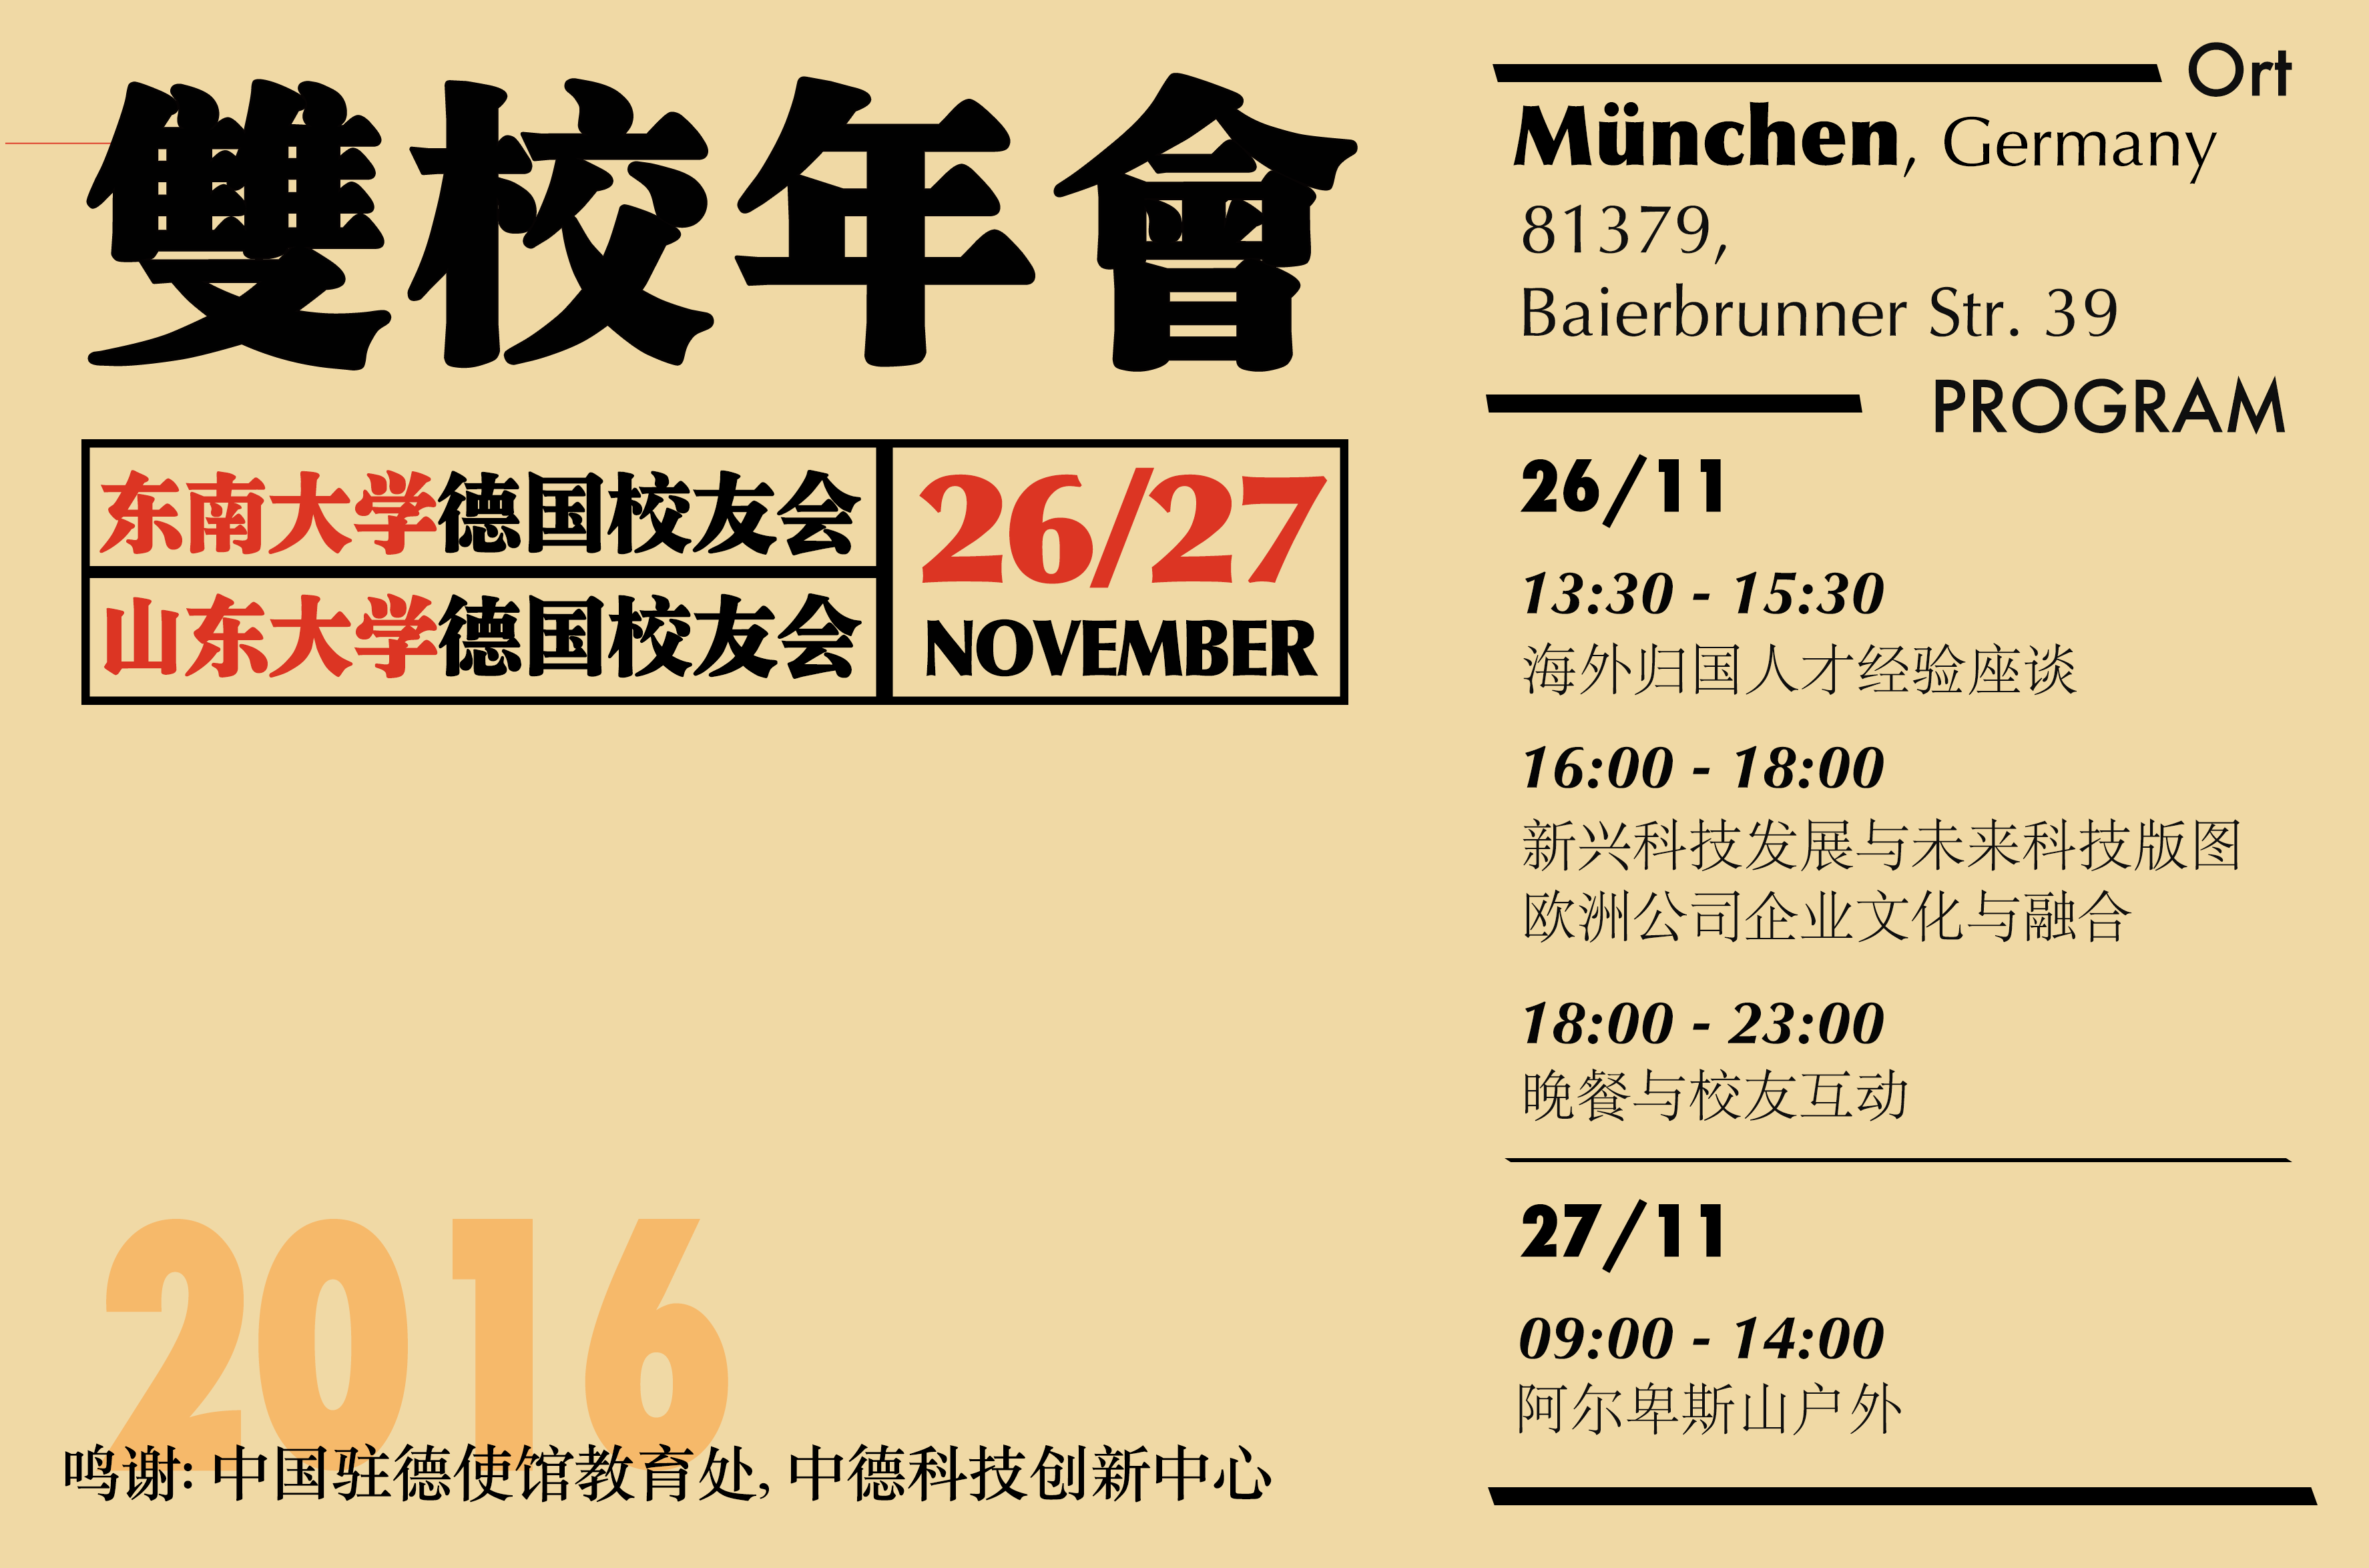 雙校年會
东南大学德国校友会
山东大学德国校友会
26/27
NOVEMBER
2016
鸣谢: 中国驻德使馆教育处, 中德科技创新中心
Ort
München, Germany
81379,
Baierbrunner Str. 39
PROGRAM
26/11
13:30 - 15:30
海外归国人才经验座谈
16:00 - 18:00
新兴科技发展与未来科技版图
欧洲公司企业文化与融合
18:00 - 23:00
晚餐与校友互动
27/11
09:00 - 14:00
阿尔卑斯山户外